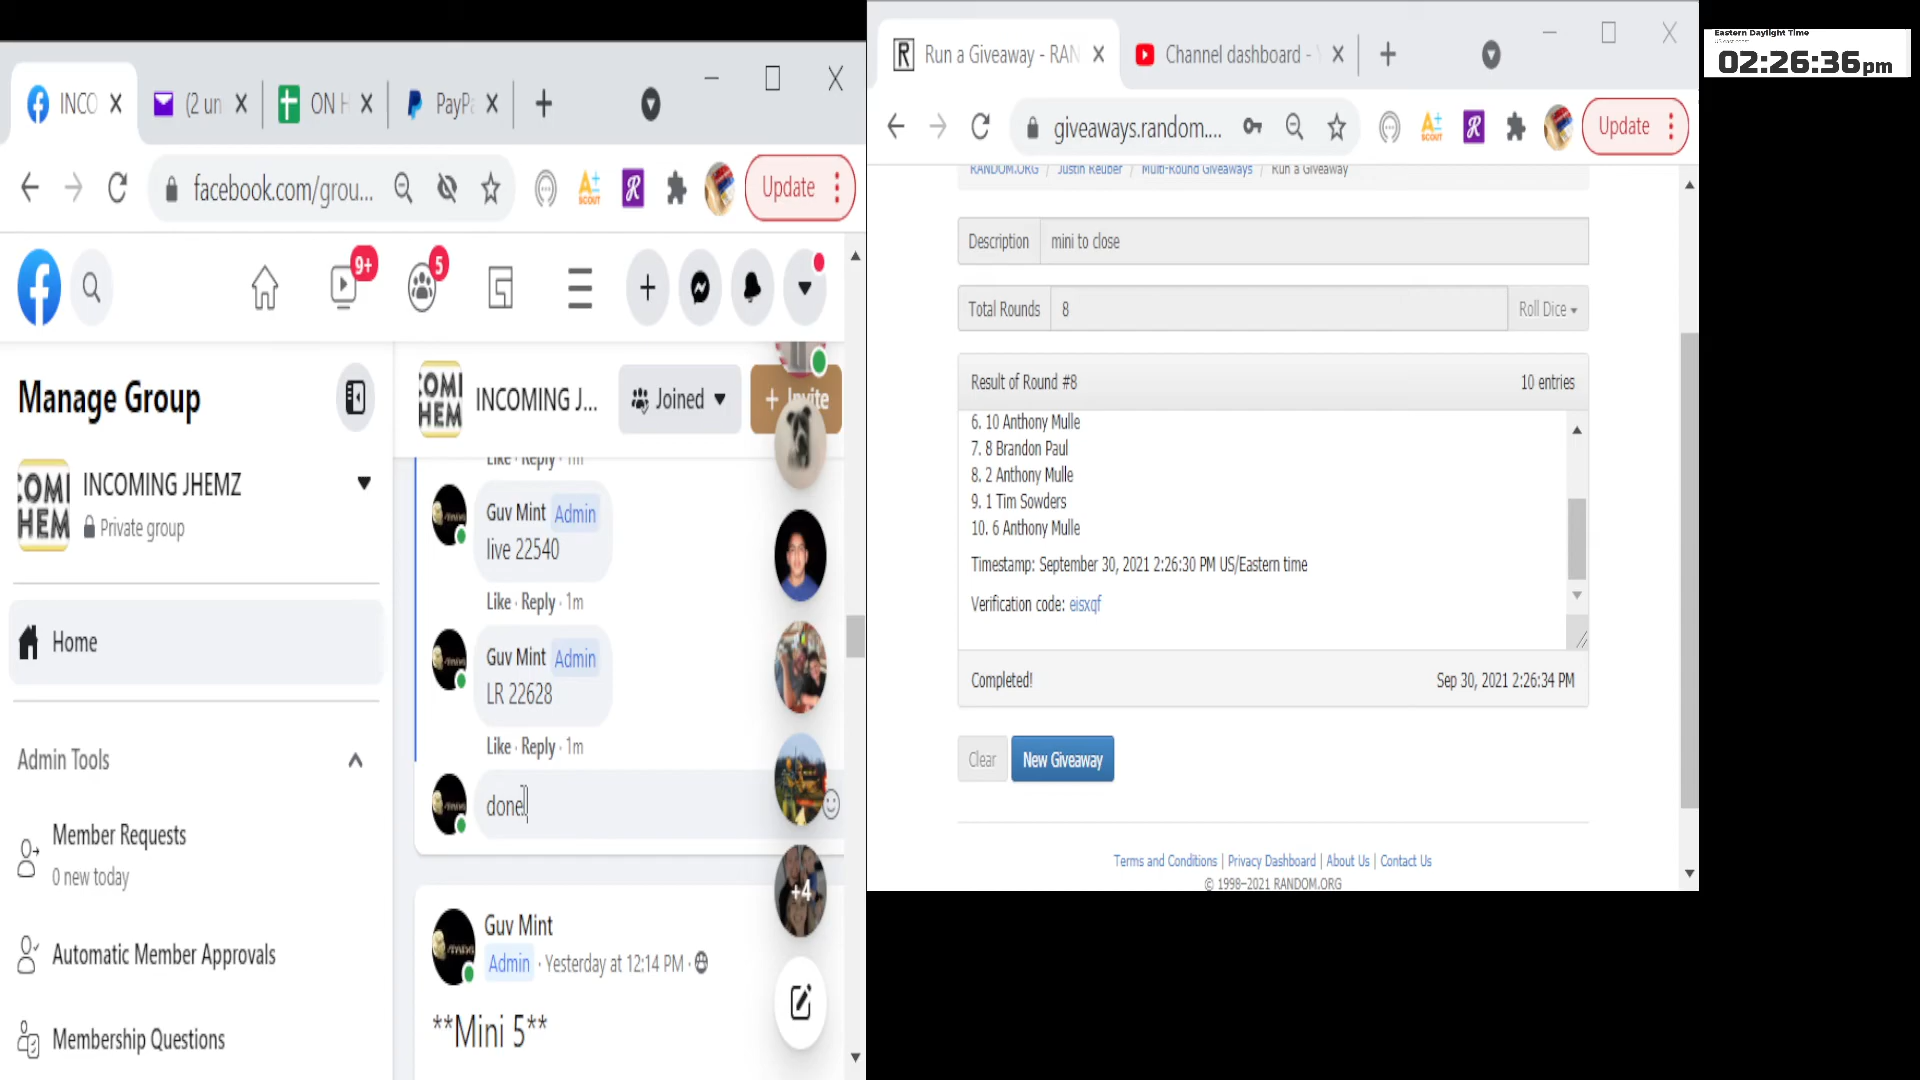 INCO
(2 un
ON H
PayPa
facebook.com/grou...
Update
9+
5
Manage Group
INCOMING JHEMZ
Private group
Home
Admin Tools
Member Requests
0 new today
Automatic Member Approvals
Membership Questions
INCOMING J...
Joined
+ Invite
Like · Reply · 1m
Guv Mint Admin
live 22540
Like · Reply · 1m
Guv Mint Admin
LR 22628
Like · Reply · 1m
done
+4
Guv Mint
Admin · Yesterday at 12:14 PM ·
**Mini 5**
Run a Giveaway - RAN
Channel dashboard -
giveaways.random....
Update
RANDOM.ORG / Justin Reuber / Multi-Round Giveaways / Run a Giveaway
Description mini to close
Total Rounds 8 Roll Dice
Result of Round #8 10 entries
6. 10 Anthony Mulle
7. 8 Brandon Paul
8. 2 Anthony Mulle
9. 1 Tim Sowders
10. 6 Anthony Mulle
Timestamp: September 30, 2021 2:26:30 PM US/Eastern time
Verification code: eisxqf
Completed! Sep 30, 2021 2:26:34 PM
Clear New Giveaway
Terms and Conditions | Privacy Dashboard | About Us | Contact Us
© 1998–2021 RANDOM.ORG
Eastern Daylight Time
02:26:36pm